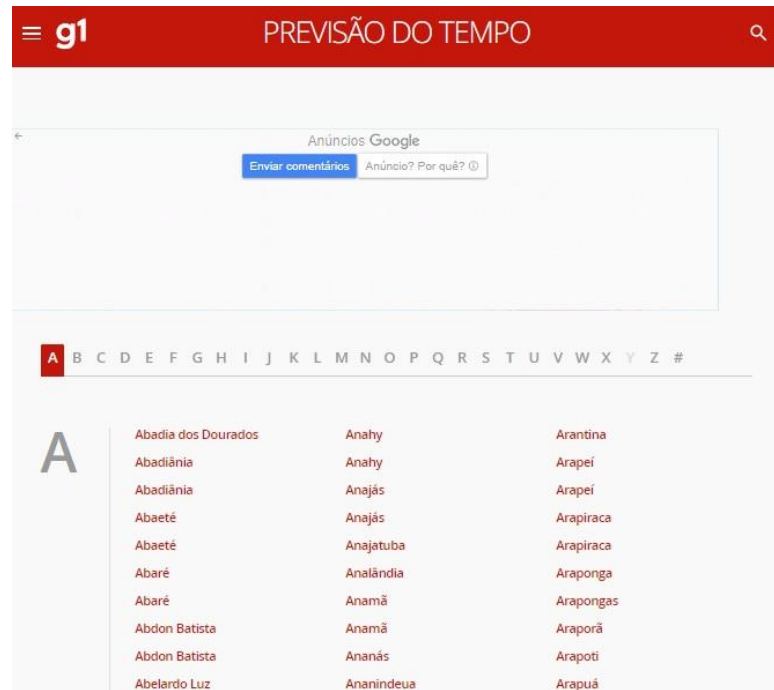 g1
PREVISÃO DO TEMPO
Anúncios Google
Enviar comentários
Anúncio? Por quê?
A B C D E F G H I J K L M N O P Q R S T U V W X Y Z #
A
Abadia dos Dourados
Abadiânia
Abadiânia
Abaeté
Abaeté
Abaré
Abaré
Abdon Batista
Abdon Batista
Abelardo Luz
Anahy
Anahy
Anajás
Anajás
Anajatuba
Analândia
Anamã
Anamã
Ananás
Ananindeua
Arantina
Arapeí
Arapeí
Arapiraca
Arapiraca
Araponga
Arapongas
Araporã
Arapoti
Arapuá